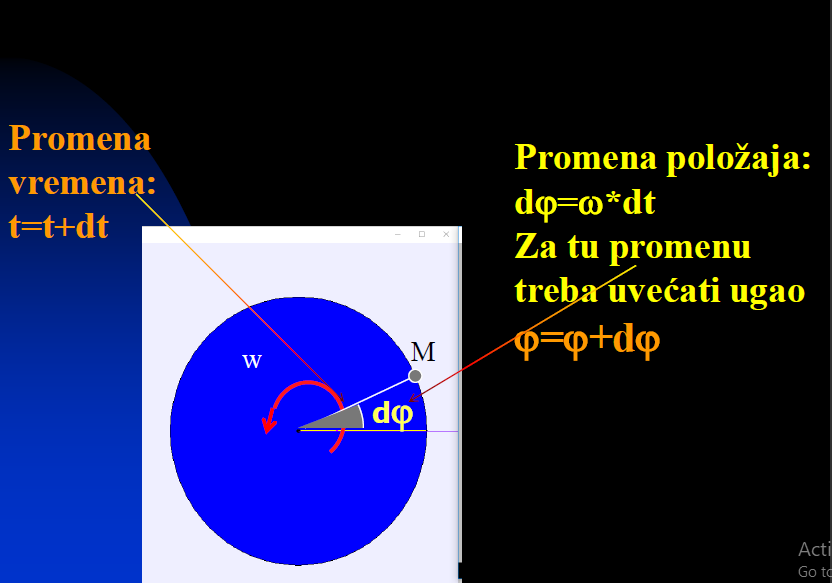 Promena
vremena:
t=t+dt
Promena položaja:
dφ=ω*dt
Za tu promenu
treba uvećati ugao
φ=φ+dφ
M
w
dφ
Acti
Go to